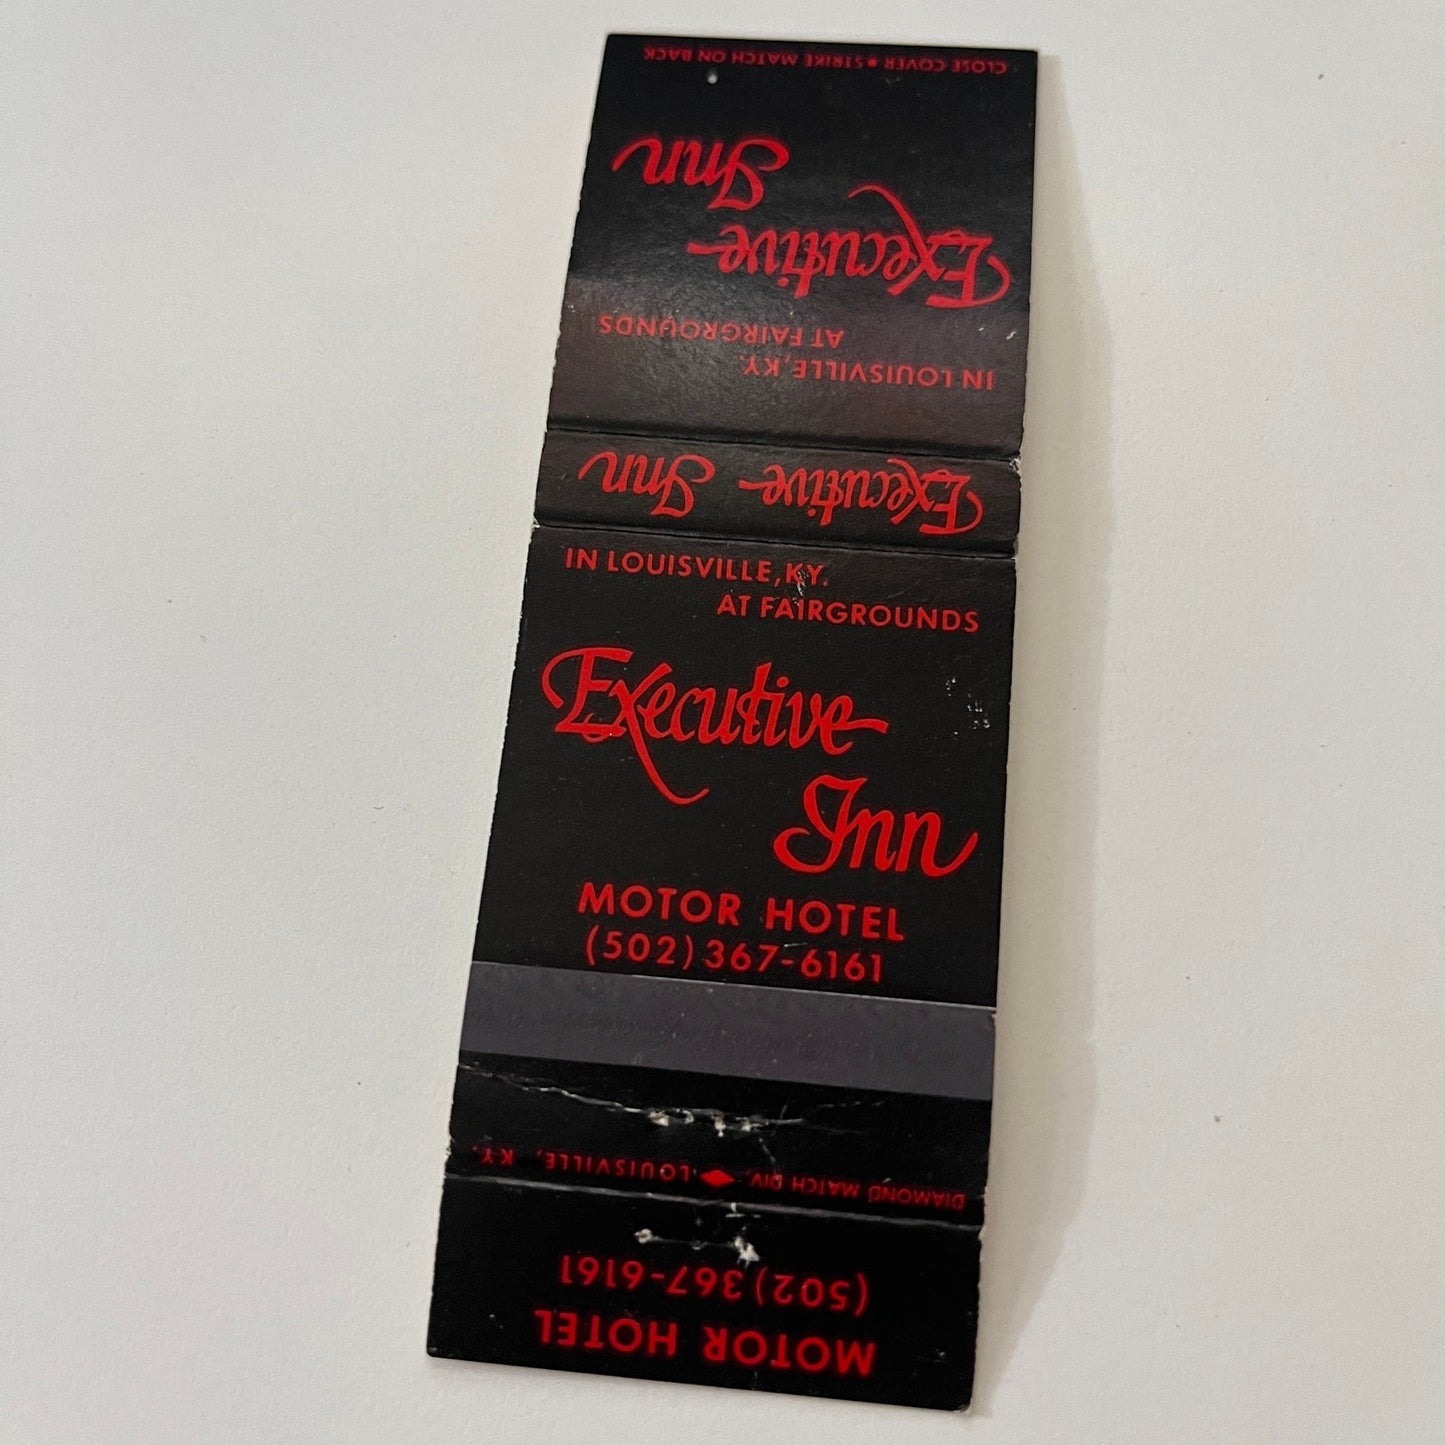 CLOSE COVER • STRIKE MATCH ON BACK
Executive
Inn
IN LOUISVILLE, KY.
AT FAIRGROUNDS
Executive Inn
IN LOUISVILLE, KY.
AT FAIRGROUNDS
Executive
Inn
MOTOR HOTEL
(502) 367-6161
DIAMOND MATCH DIV. ♦ LOUISVILLE, KY.
MOTOR HOTEL
(502) 367-6161